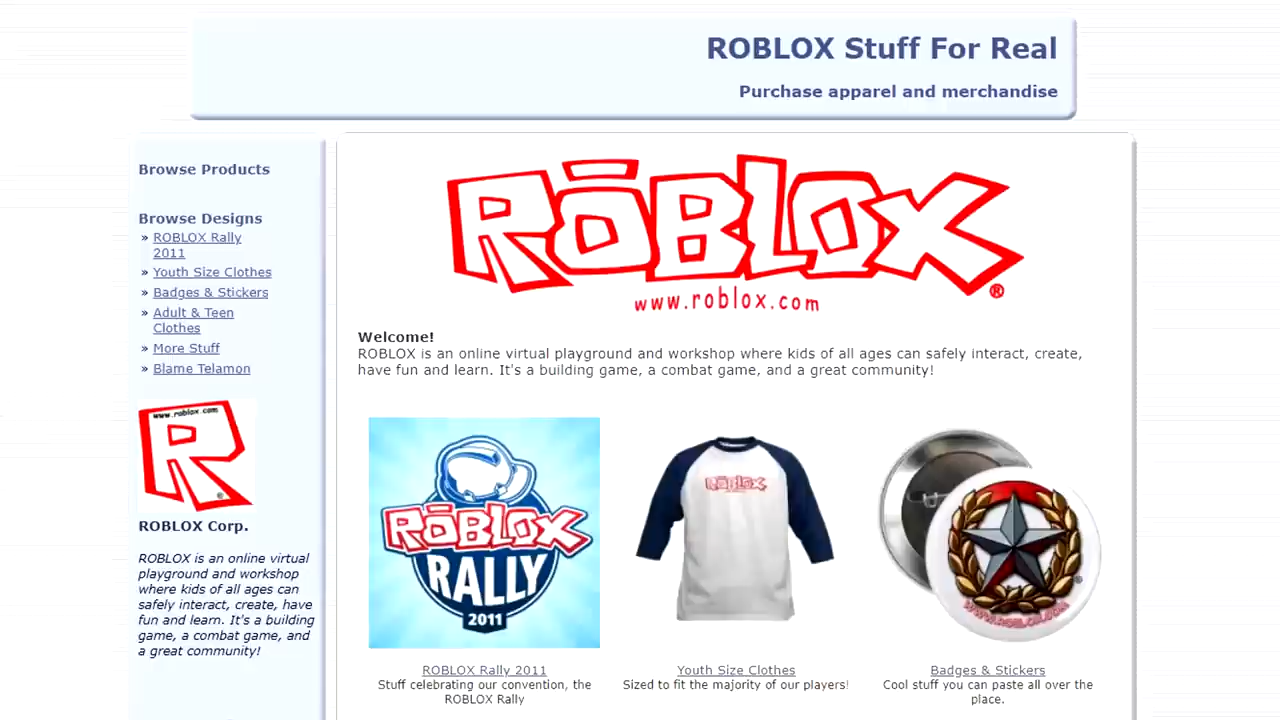 ROBLOX Stuff For Real
Purchase apparel and merchandise
Browse Products
Browse Designs
» ROBLOX Rally
2011
» Youth Size Clothes
» Badges & Stickers
» Adult & Teen
Clothes
» More Stuff
» Blame Telamon
www.roblox.com
R
®
ROBLOX Corp.
ROBLOX is an online virtual
playground and workshop
where kids of all ages can
safely interact, create, have
fun and learn. It's a building
game, a combat game, and
a great community!
RŌBLOX
®
www.roblox.com
Welcome!
ROBLOX is an online virtual playground and workshop where kids of all ages can safely interact, create,
have fun and learn. It's a building game, a combat game, and a great community!
RŌBLOX
RALLY
2011
ROBLOX Rally 2011
Stuff celebrating our convention, the
ROBLOX Rally
RŌBLOX
Youth Size Clothes
Sized to fit the majority of our players!
®
WWW.ROBLOX.COM
Badges & Stickers
Cool stuff you can paste all over the
place.